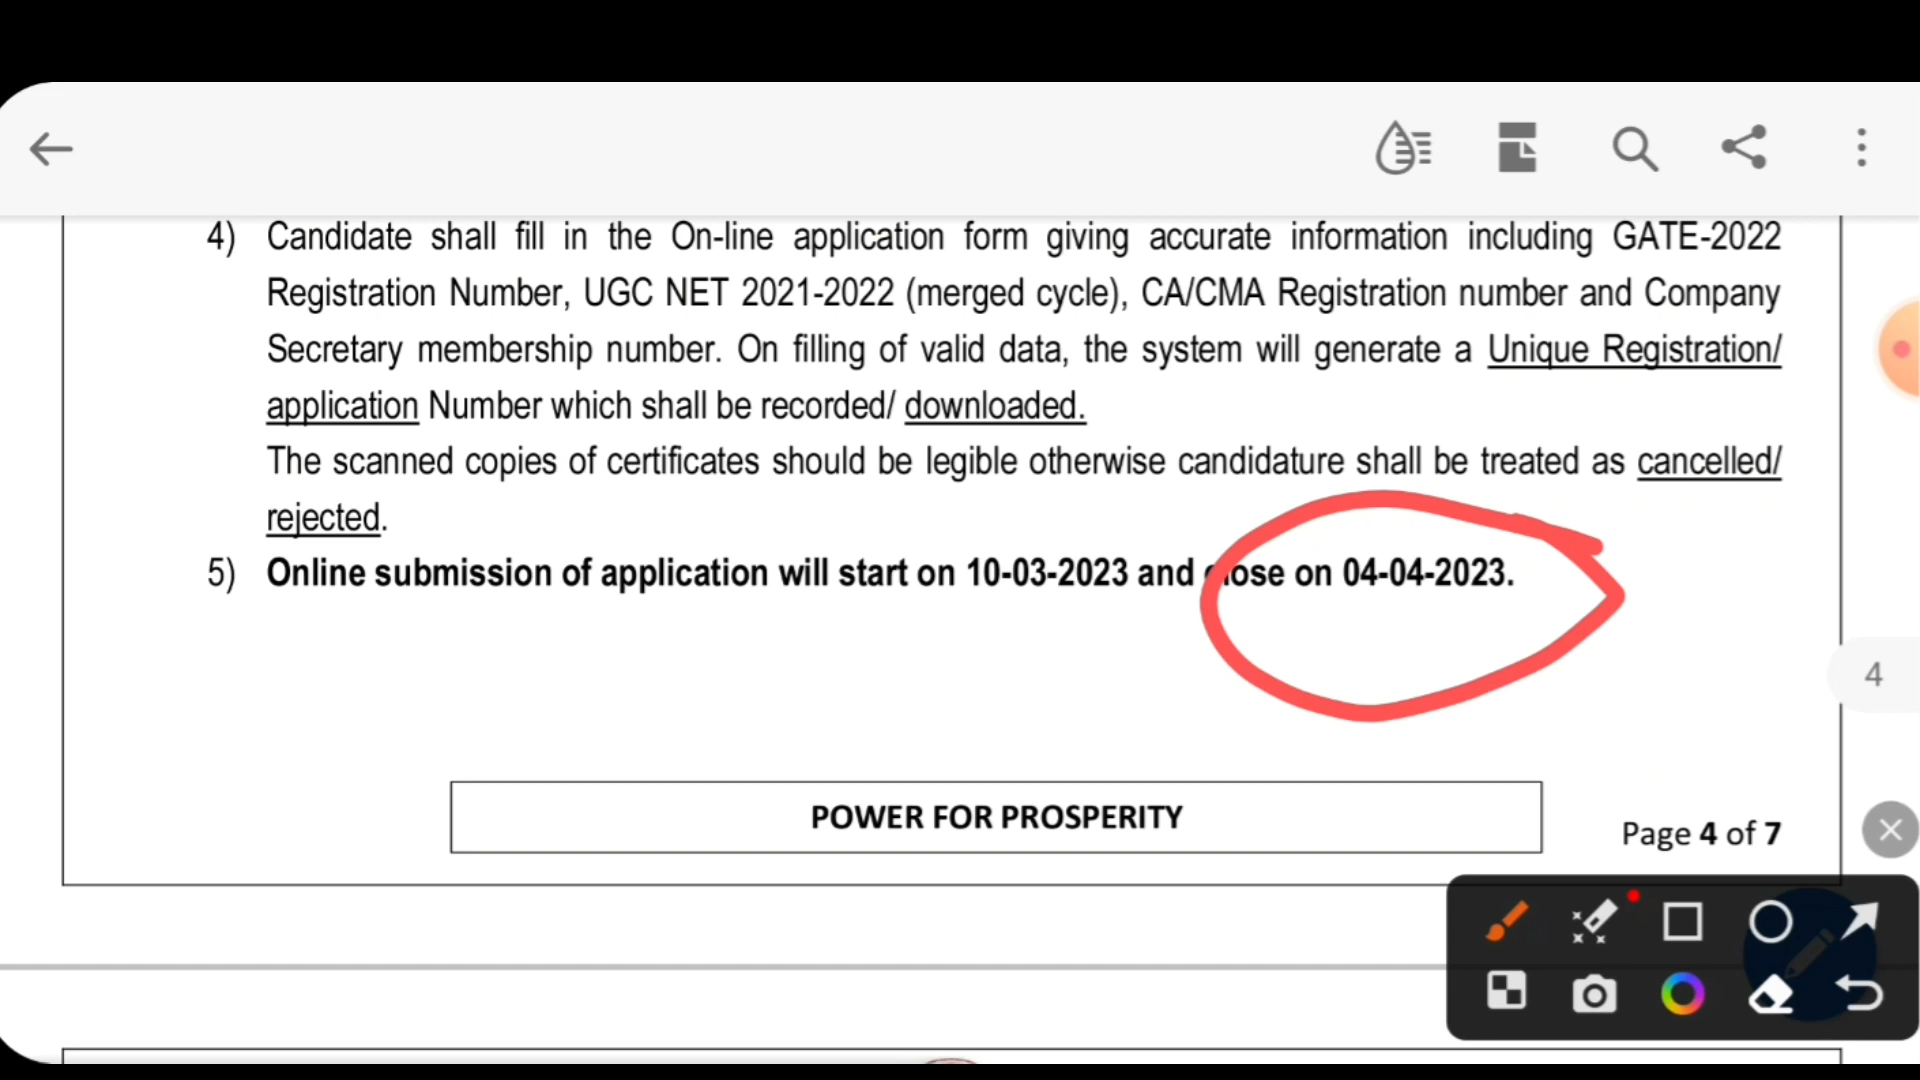 4) Candidate shall fill in the On-line application form giving accurate information including GATE-2022
Registration Number, UGC NET 2021-2022 (merged cycle), CA/CMA Registration number and Company
Secretary membership number. On filling of valid data, the system will generate a Unique Registration/
application Number which shall be recorded/ downloaded.
The scanned copies of certificates should be legible otherwise candidature shall be treated as cancelled/
rejected.
5) Online submission of application will start on 10-03-2023 and close on 04-04-2023.
4
POWER FOR PROSPERITY
Page 4 of 7